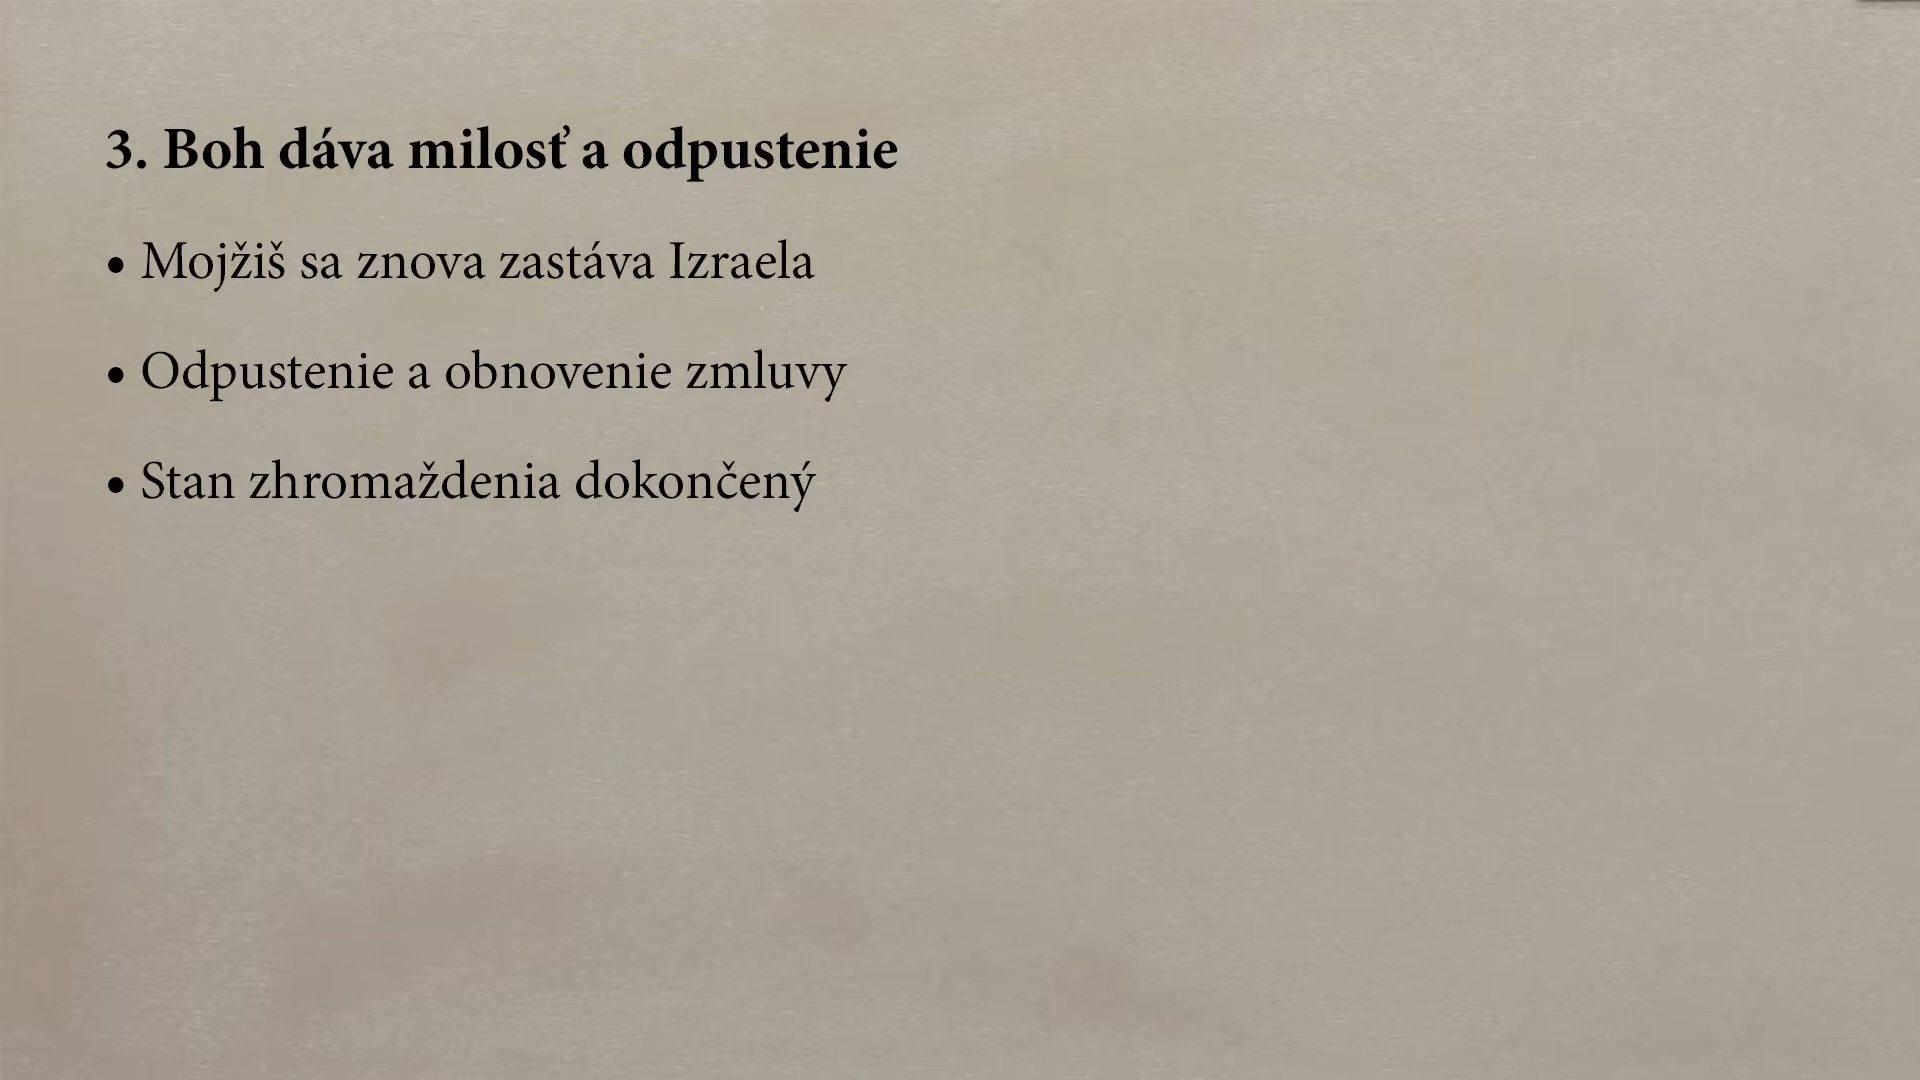 3. Boh dáva milosť a odpustenie
• Mojžiš sa znova zastáva Izraela
• Odpustenie a obnovenie zmluvy
• Stan zhromaždenia dokončený